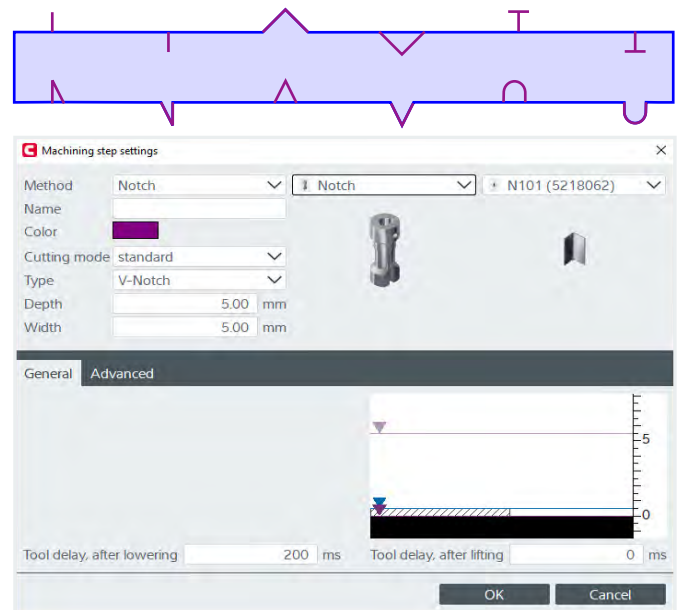 Machining step settings
Method Notch Notch N101 (5218062)
Name
Color
Cutting mode standard
Type V-Notch
Depth 5.00 mm
Width 5.00 mm
General Advanced
5
0
Tool delay, after lowering 200 ms Tool delay, after lifting 0 ms
OK Cancel